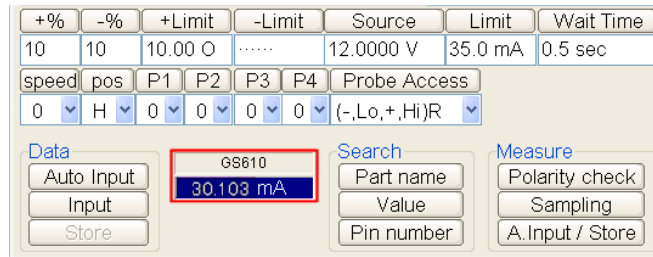 +% -% +Limit -Limit Source Limit Wait Time
10 10 10.00 O ...... 12.0000 V 35.0 mA 0.5 sec
speed pos P1 P2 P3 P4 Probe Access
0 H 0 0 0 0 (-,Lo,+,Hi)R
Data GS610 Search Measure
Auto Input 30.103 mA Part name Polarity check
Input Value Sampling
Store Pin number A.Input / Store